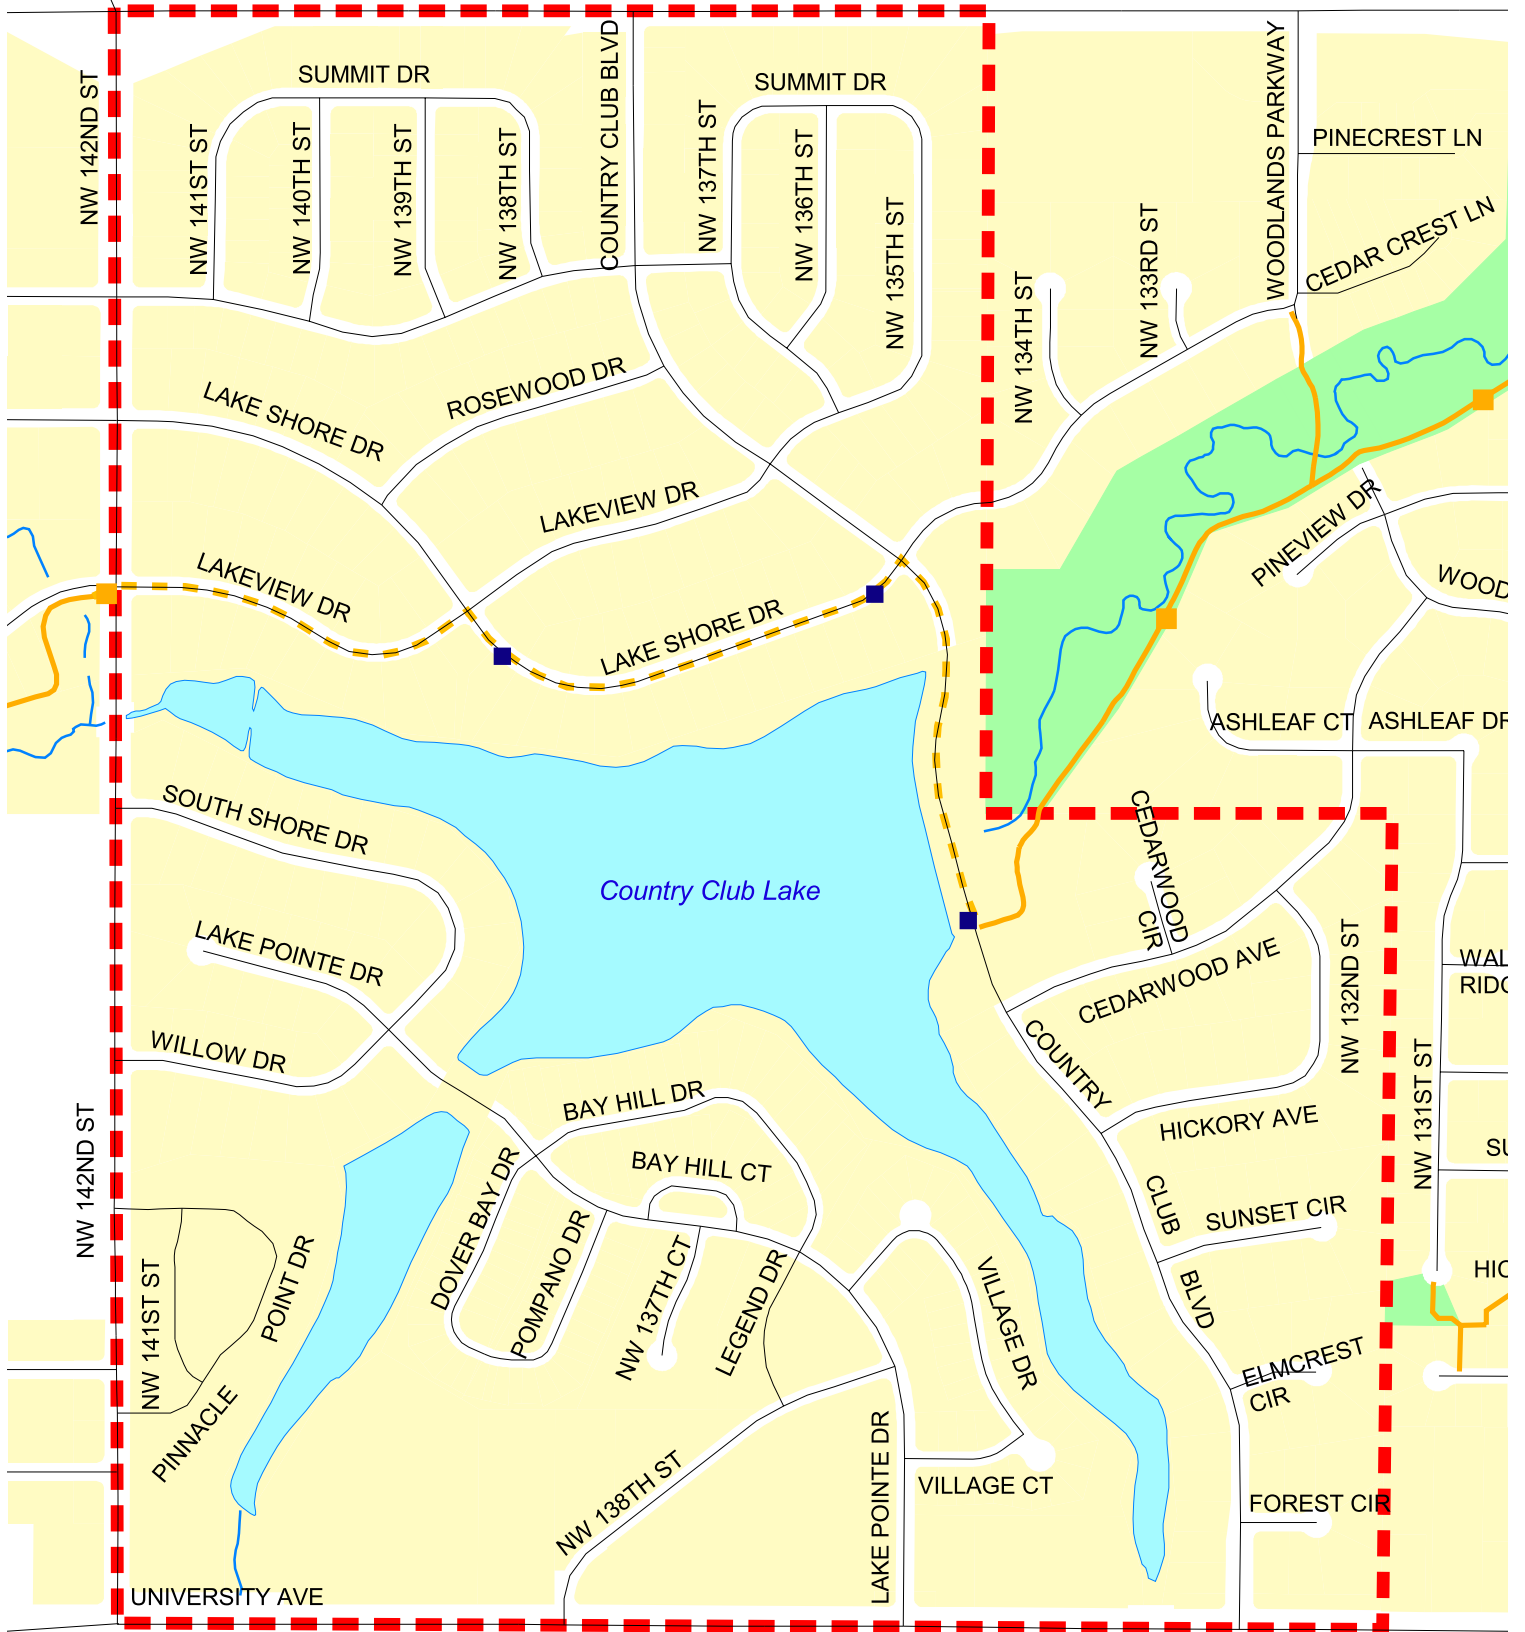 SUMMIT DR
SUMMIT DR
NW 142ND ST
NW 141ST ST
NW 140TH ST
NW 139TH ST
NW 138TH ST
COUNTRY CLUB BLVD
NW 137TH ST
NW 136TH ST
NW 135TH ST
NW 134TH ST
NW 133RD ST
WOODLANDS PARKWAY
PINECREST LN
CEDAR CREST LN
LAKE SHORE DR
ROSEWOOD DR
LAKEVIEW DR
LAKEVIEW DR
LAKE SHORE DR
PINEVIEW DR
WOOD
ASHLEAF CT
ASHLEAF DR
SOUTH SHORE DR
Country Club Lake
CEDARWOOD
CIR
LAKE POINTE DR
CEDARWOOD AVE
NW 132ND ST
WAL
RIDG
WILLOW DR
COUNTRY
CLUB
BLVD
HICKORY AVE
NW 131ST ST
SU
NW 142ND ST
BAY HILL DR
BAY HILL CT
DOVER BAY DR
POMPANO DR
NW 137TH CT
LEGEND DR
VILLAGE DR
SUNSET CIR
HIC
NW 141ST ST
POINT DR
PINNACLE
ELMCREST
CIR
NW 138TH ST
LAKE POINTE DR
VILLAGE CT
FOREST CIR
UNIVERSITY AVE